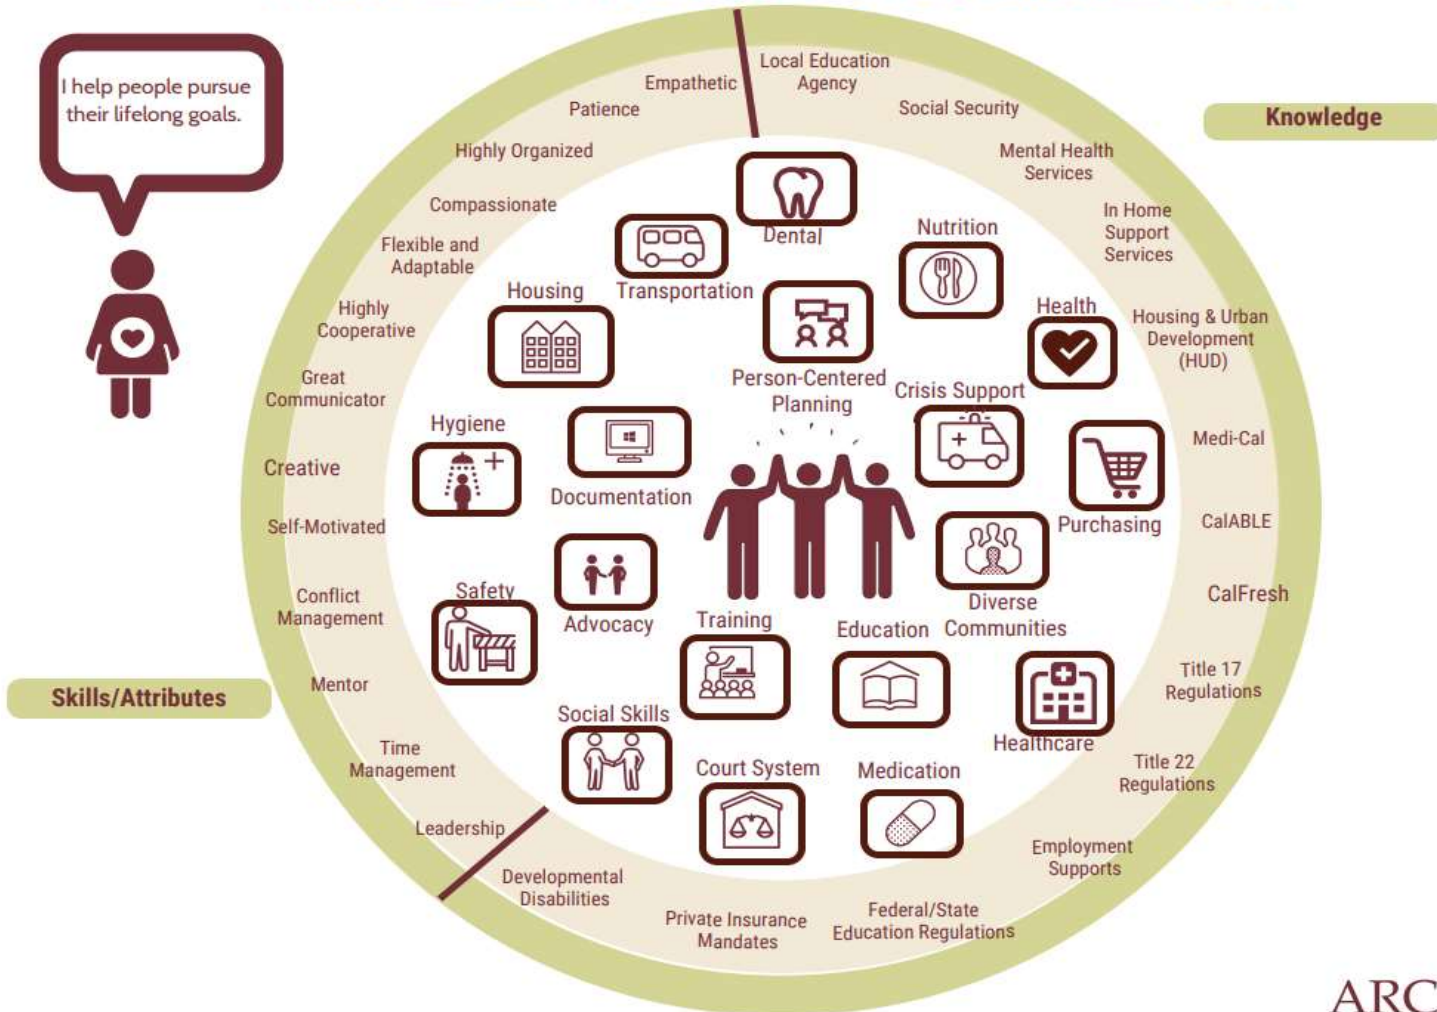 I help people pursue
their lifelong goals.
Knowledge
Skills/Attributes
Empathetic
Patience
Highly Organized
Compassionate
Flexible and
Adaptable
Highly
Cooperative
Great
Communicator
Creative
Self-Motivated
Conflict
Management
Mentor
Time
Management
Leadership
Local Education
Agency
Social Security
Mental Health
Services
In Home
Support
Services
Housing & Urban
Development
(HUD)
Medi-Cal
CalABLE
CalFresh
Title 17
Regulations
Title 22
Regulations
Employment
Supports
Federal/State
Education Regulations
Private Insurance
Mandates
Developmental
Disabilities
Dental
Transportation
Nutrition
Housing
Health
Person-Centered
Planning
Crisis Support
Hygiene
Documentation
Purchasing
Safety
Advocacy
Training
Education
Diverse
Communities
Social Skills
Healthcare
Court System
Medication
ARC